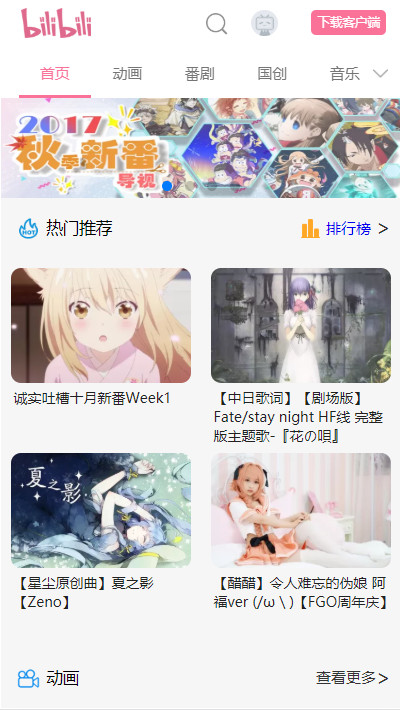 bilibili
下载客户端
首页 动画 番剧 国创 音乐
2017
秋季新番
导视
HOT 热门推荐 排行榜 >
诚实吐槽十月新番Week1
【中日歌词】【剧场版】
Fate/stay night HF线 完整
版主题歌-『花の唄』
夏之影
【星尘原创曲】夏之影
【Zeno】
【醋醋】令人难忘的伪娘 阿
福ver (/ω \ )【FGO周年庆】
动画 查看更多 >